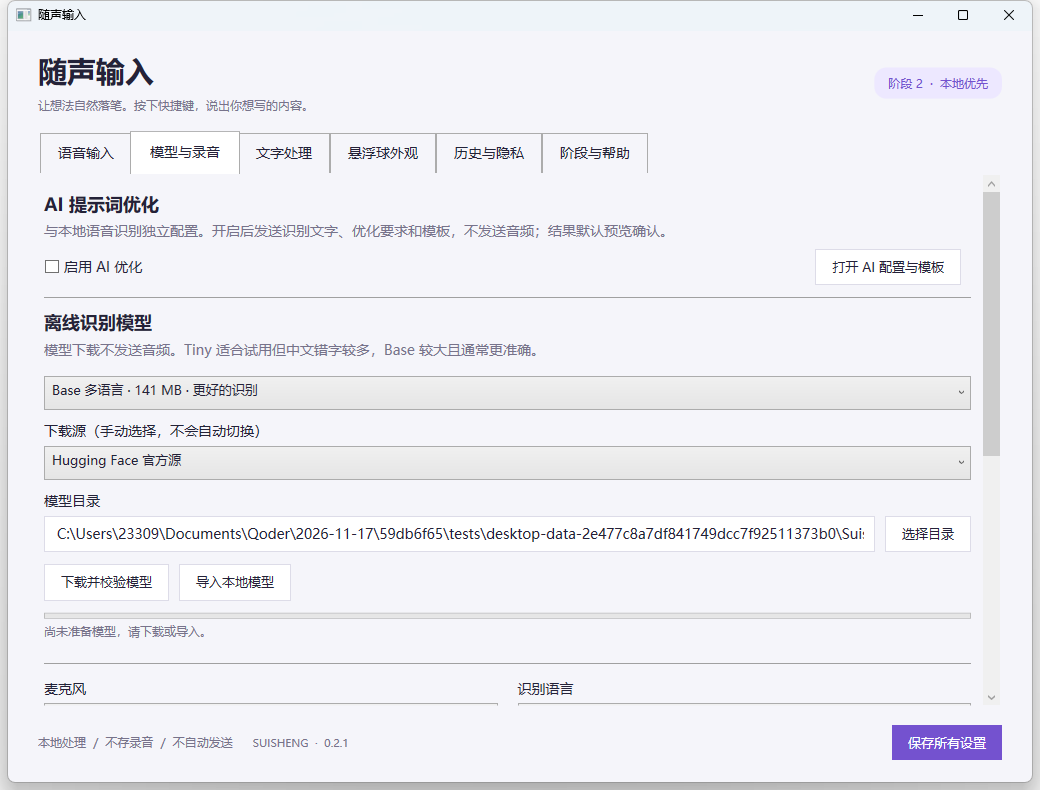 随声输入
随声输入
让想法自然落笔。按下快捷键，说出你想写的内容。
阶段 2 · 本地优先
语音输入 模型与录音 文字处理 悬浮球外观 历史与隐私 阶段与帮助
AI 提示词优化
与本地语音识别独立配置。开启后发送识别文字、优化要求和模板，不发送音频；结果默认预览确认。
启用 AI 优化
打开 AI 配置与模板
离线识别模型
模型下载不发送音频。Tiny 适合试用但中文错字较多，Base 较大且通常更准确。
Base 多语言 · 141 MB · 更好的识别
下载源（手动选择，不会自动切换）
Hugging Face 官方源
模型目录
C:\Users\23309\Documents\Qoder\2026-11-17\59db6f65\tests\desktop-data-2e477c8a7df841749dcc7f92511373b0\Suis
选择目录
下载并校验模型 导入本地模型
尚未准备模型，请下载或导入。
麦克风 识别语言
本地处理 / 不存录音 / 不自动发送 SUISHENG · 0.2.1
保存所有设置